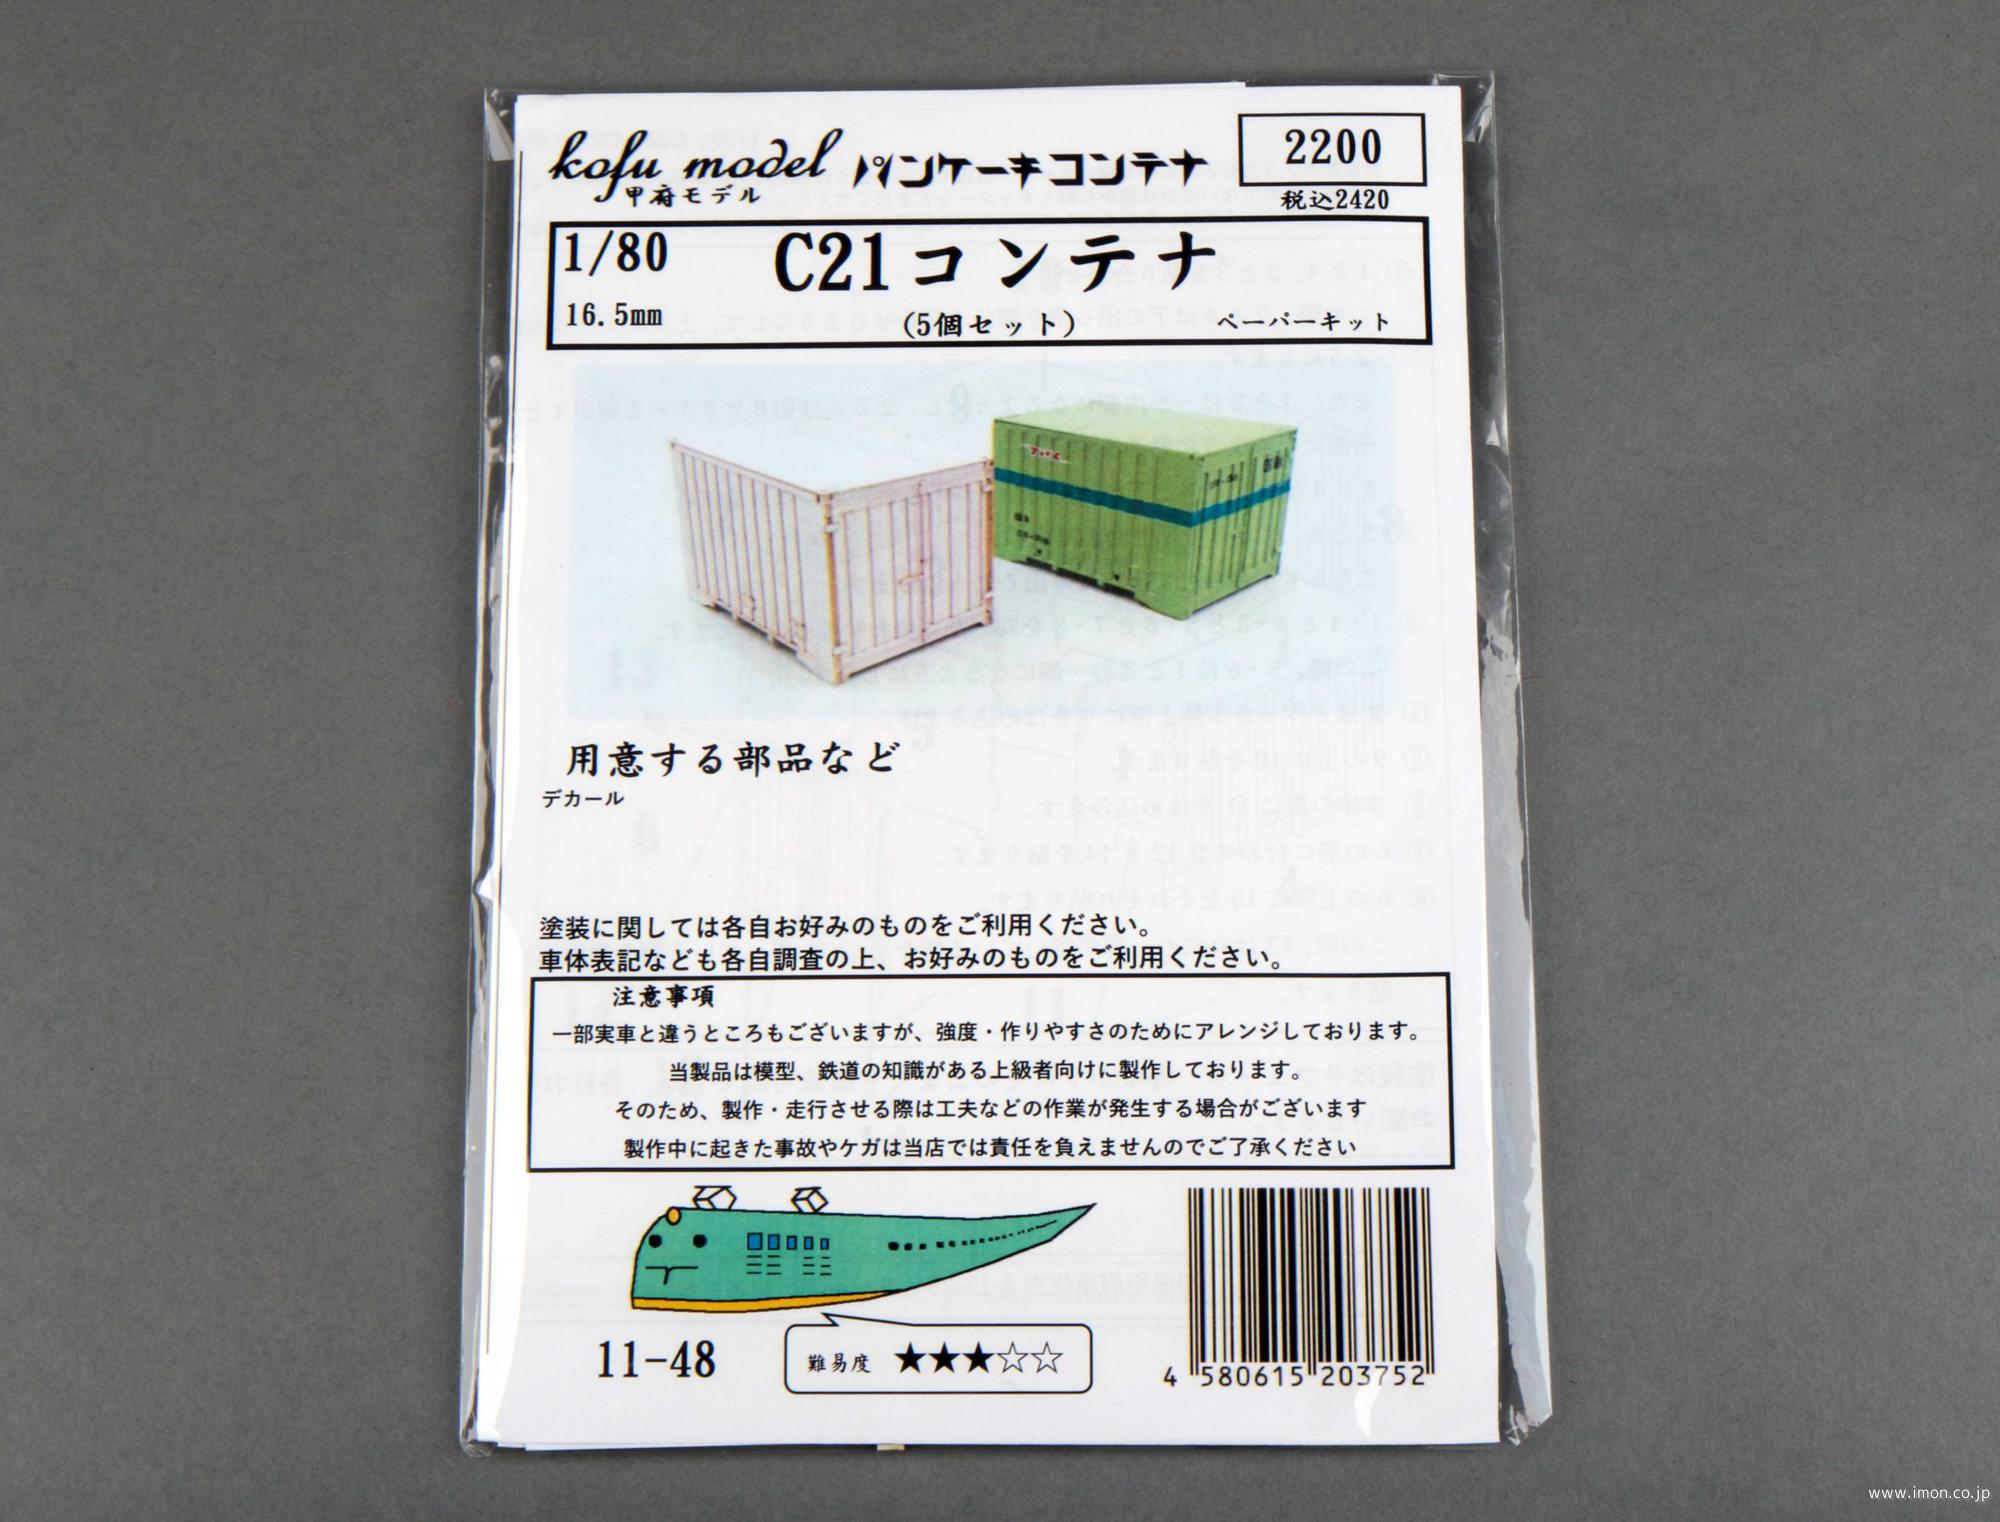 kofu model パンケーキコンテナ
甲府モデル
2200
税込2420
1/80 C21コンテナ
16.5mm (5個セット) ペーパーキット
用意する部品など
デカール
塗装に関しては各自お好みのものをご利用ください。
車体表記なども各自調査の上、お好みのものをご利用ください。
注意事項
一部実車と違うところもございますが、強度・作りやすさのためにアレンジしております。
当製品は模型、鉄道の知識がある上級者向けに製作しております。
そのため、製作・走行させる際は工夫などの作業が発生する場合がございます
製作中に起きた事故やケガは当店では責任を負えませんのでご了承ください
11-48
難易度 ★★★☆☆
4 580615 203752
www.imon.co.jp